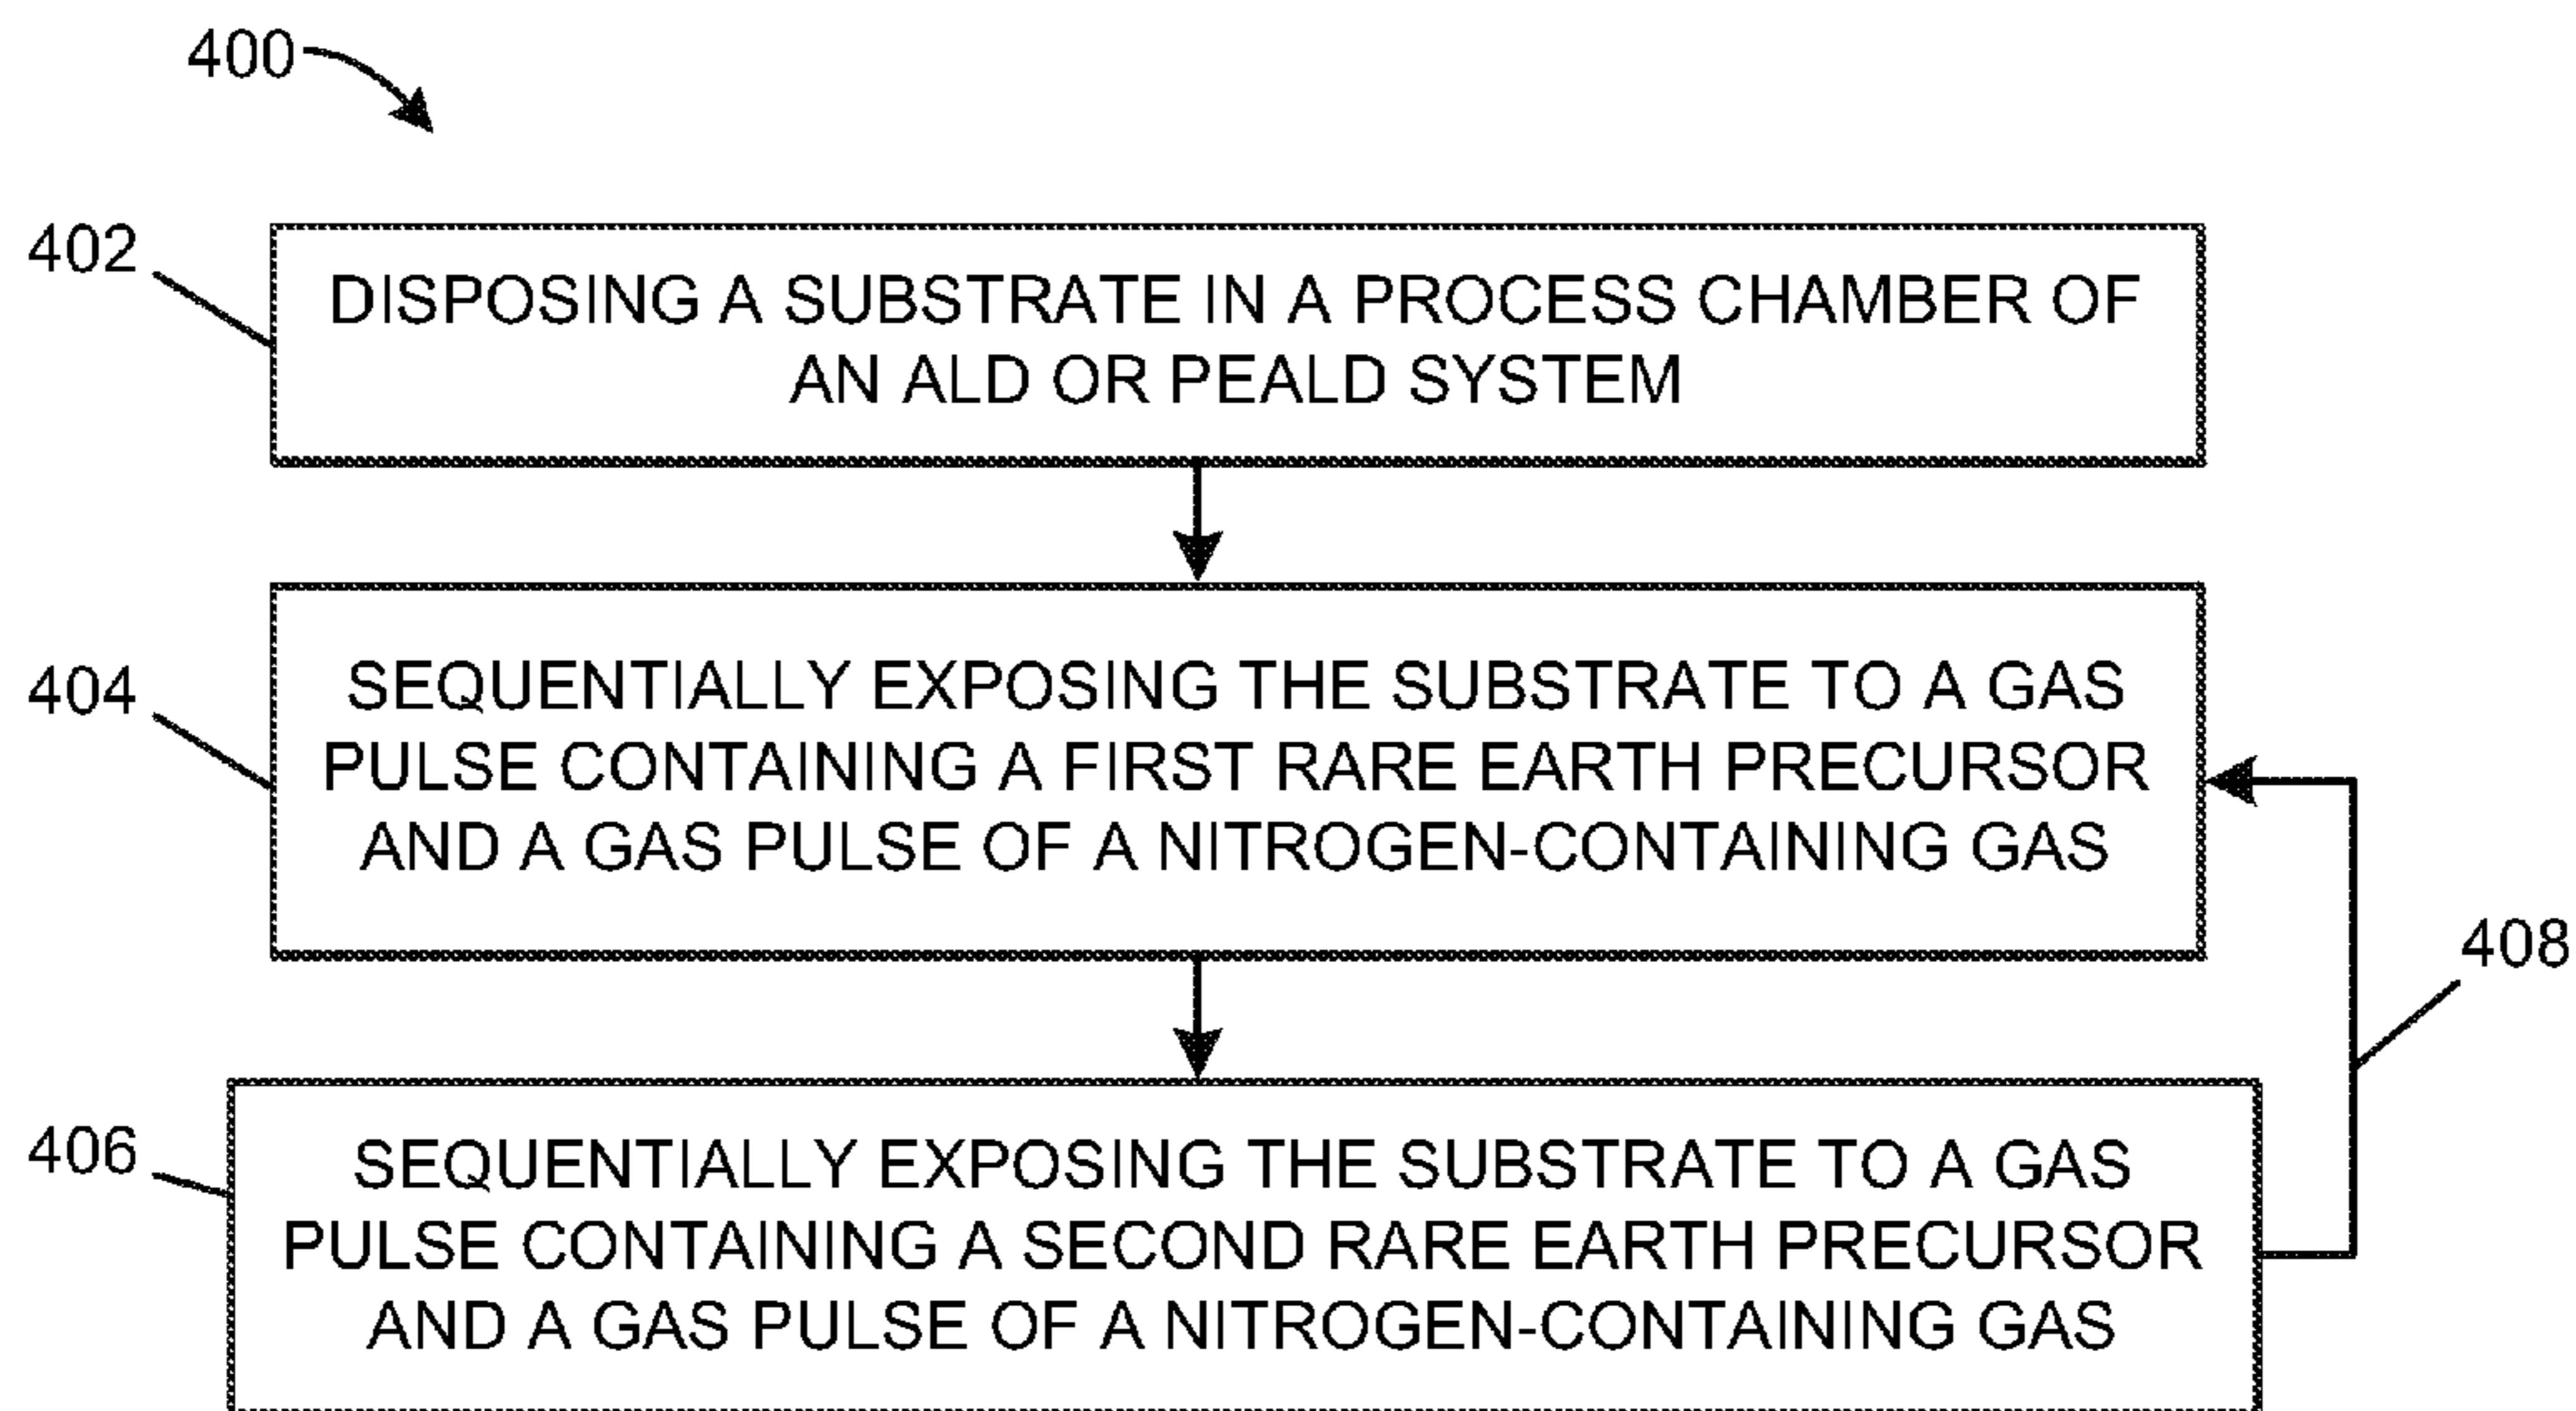 400
402
DISPOSING A SUBSTRATE IN A PROCESS CHAMBER OF
AN ALD OR PEALD SYSTEM
404
SEQUENTIALLY EXPOSING THE SUBSTRATE TO A GAS
PULSE CONTAINING A FIRST RARE EARTH PRECURSOR
AND A GAS PULSE OF A NITROGEN-CONTAINING GAS
408
406
SEQUENTIALLY EXPOSING THE SUBSTRATE TO A GAS
PULSE CONTAINING A SECOND RARE EARTH PRECURSOR
AND A GAS PULSE OF A NITROGEN-CONTAINING GAS